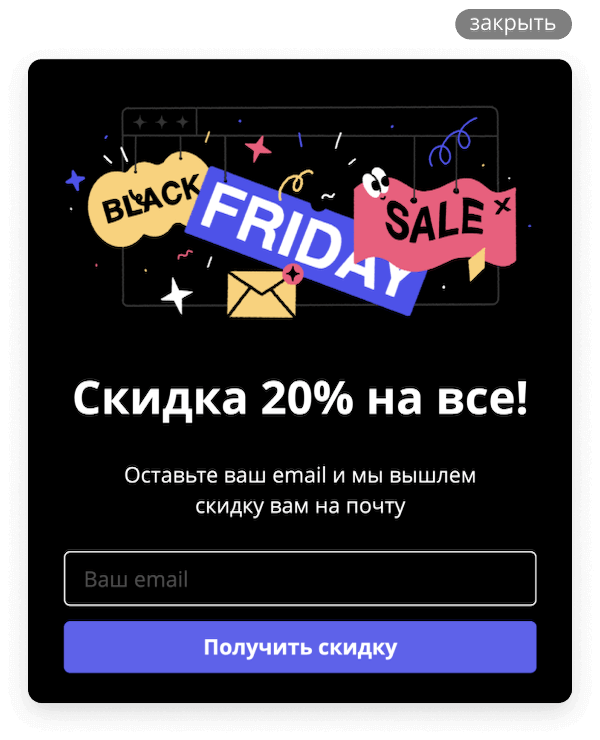 закрыть
BLACK
FRIDAY
SALE
Скидка 20% на все!
Оставьте ваш email и мы вышлем
скидку вам на почту
Ваш email
Получить скидку